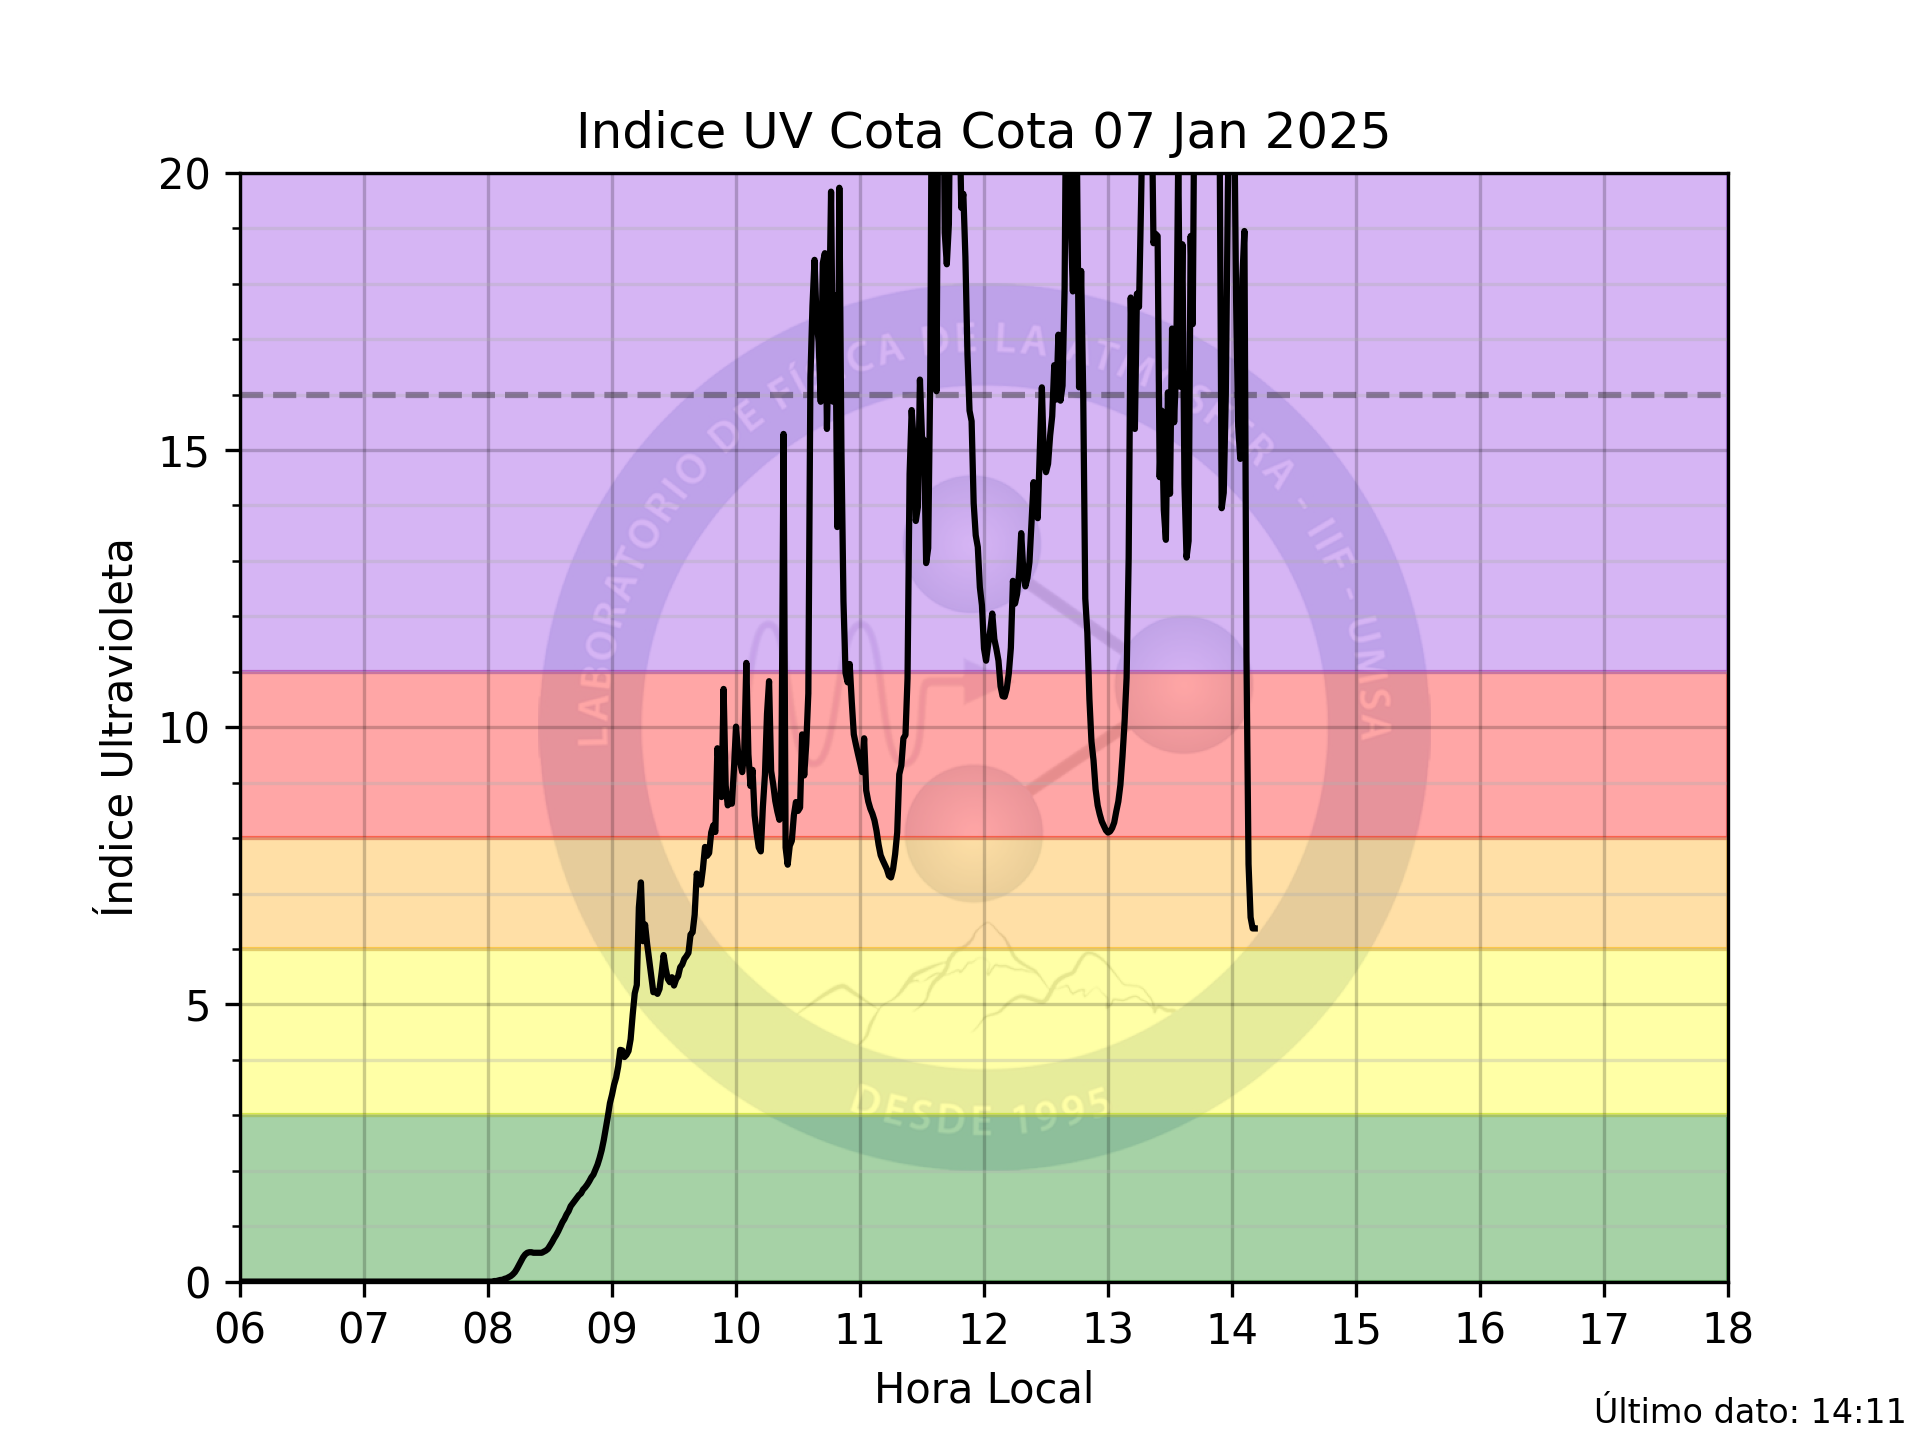 Indice UV Cota Cota 07 Jan 2025
20
15
10
5
0
Índice Ultravioleta
06 07 08 09 10 11 12 13 14 15 16 17 18
Hora Local
Último dato: 14:11
LABORATORIO DE FÍSICA DE LA ATMÓSFERA - IIF - UMSA
DESDE 1995